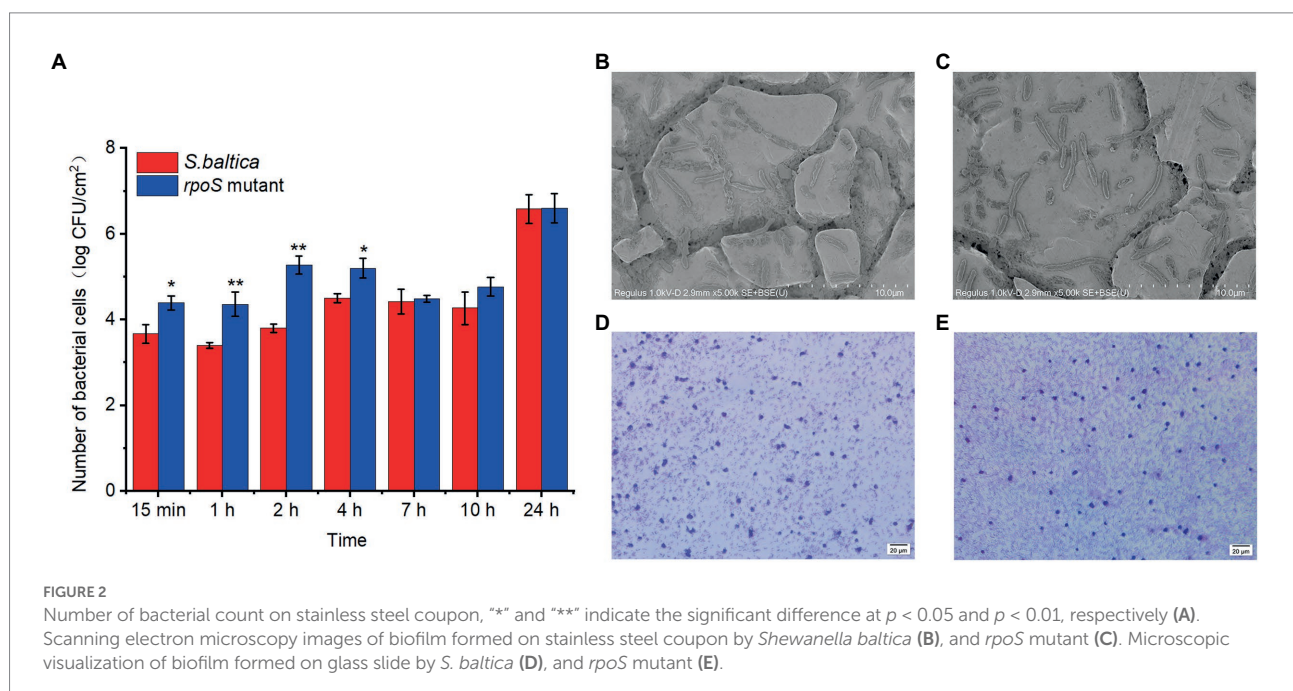 A
B
C
Number of bacterial cells（log CFU/cm²）
8
6
4
2
0
S.baltica
rpoS mutant
*
**
**
*
15 min 1 h 2 h 4 h 7 h 10 h 24 h
Time
Regulus 1.0kV-D 2.9mm x5.00k SE+BSE(U) 10.0µm
Regulus 1.0kV-D 2.9mm x5.00k SE+BSE(U) 10.0µm
D
E
20 µm
20 µm
FIGURE 2
Number of bacterial count on stainless steel coupon, "*" and "**" indicate the significant difference at p < 0.05 and p < 0.01, respectively (A).
Scanning electron microscopy images of biofilm formed on stainless steel coupon by Shewanella baltica (B), and rpoS mutant (C). Microscopic
visualization of biofilm formed on glass slide by S. baltica (D), and rpoS mutant (E).